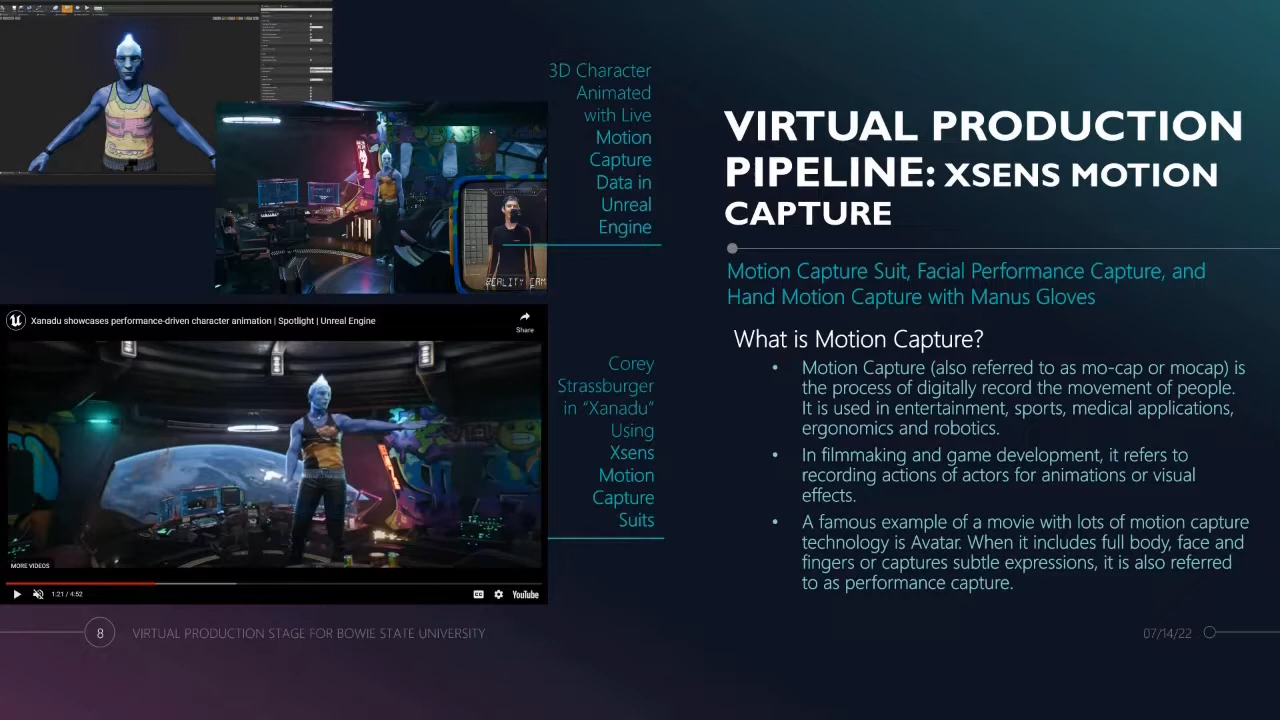 3D Character
Animated
with Live
Motion
Capture
Data in
Unreal
Engine
REALITY CAM
VIRTUAL PRODUCTION
PIPELINE: XSENS MOTION
CAPTURE
Motion Capture Suit, Facial Performance Capture, and
Hand Motion Capture with Manus Gloves
What is Motion Capture?
• Motion Capture (also referred to as mo-cap or mocap) is
the process of digitally record the movement of people.
It is used in entertainment, sports, medical applications,
ergonomics and robotics.
• In filmmaking and game development, it refers to
recording actions of actors for animations or visual
effects.
• A famous example of a movie with lots of motion capture
technology is Avatar. When it includes full body, face and
fingers or captures subtle expressions, it is also referred
to as performance capture.
Xanadu showcases performance-driven character animation | Spotlight | Unreal Engine
Share
MORE VIDEOS
1:21 / 4:52
CC
YouTube
Corey
Strassburger
in “Xanadu”
Using
Xsens
Motion
Capture
Suits
8
VIRTUAL PRODUCTION STAGE FOR BOWIE STATE UNIVERSITY
07/14/22